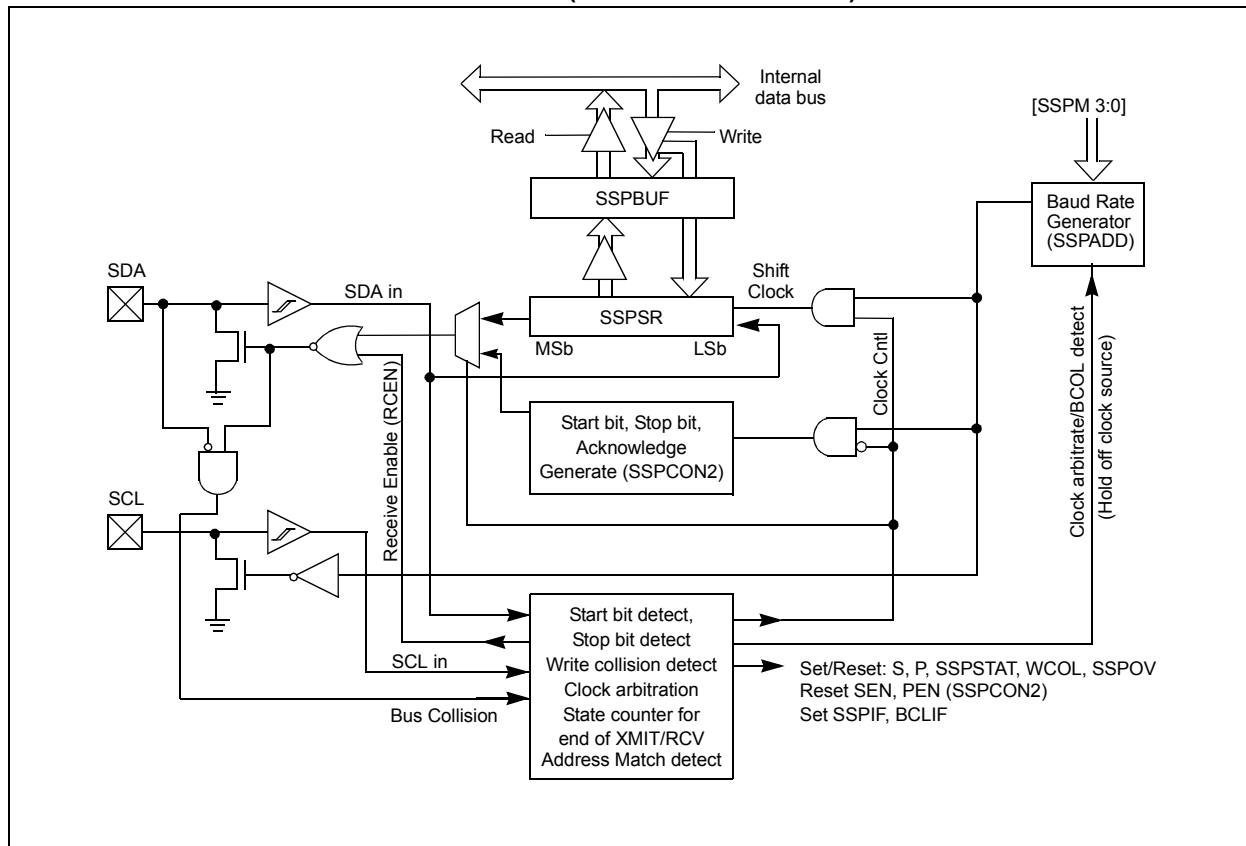 Internal
data bus
[SSPM 3:0]
Read
Write
SSPBUF
Baud Rate
Generator
(SSPADD)
SDA
SDA in
Shift
Clock
SSPSR
MSb
LSb
Receive Enable (RCEN)
Start bit, Stop bit,
Acknowledge
Generate (SSPCON2)
Clock Cntl
Clock arbitrate/BCOL detect
(Hold off clock source)
SCL
SCL in
Bus Collision
Start bit detect,
Stop bit detect
Write collision detect
Clock arbitration
State counter for
end of XMIT/RCV
Address Match detect
Set/Reset: S, P, SSPSTAT, WCOL, SSPOV
Reset SEN, PEN (SSPCON2)
Set SSPIF, BCLIF